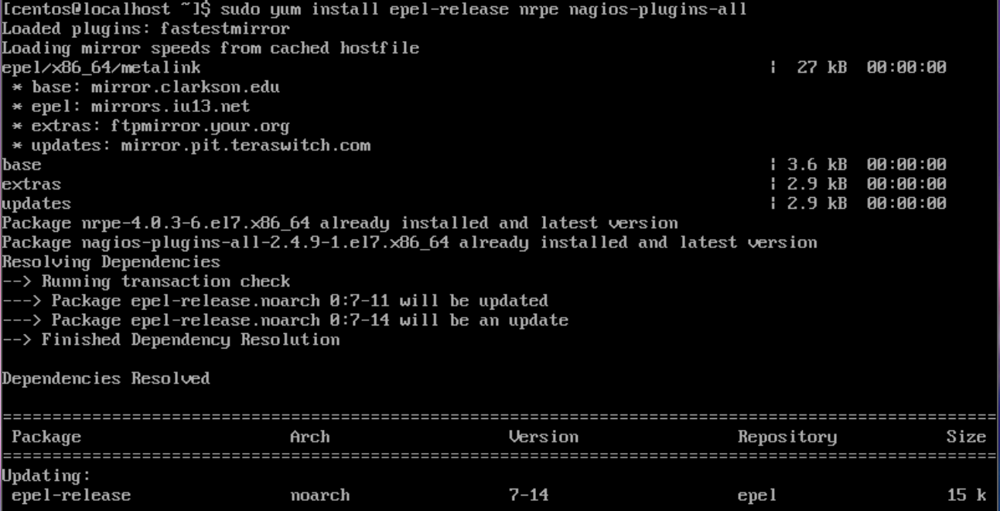 [centos@localhost ~]$ sudo yum install epel-release nrpe nagios-plugins-all
Loaded plugins: fastestmirror
Loading mirror speeds from cached hostfile
epel/x86_64/metalink | 27 kB 00:00:00
* base: mirror.clarkson.edu
* epel: mirrors.iu13.net
* extras: ftpmirror.your.org
* updates: mirror.pit.teraswitch.com
base | 3.6 kB 00:00:00
extras | 2.9 kB 00:00:00
updates | 2.9 kB 00:00:00
Package nrpe-4.0.3-6.el7.x86_64 already installed and latest version
Package nagios-plugins-all-2.4.9-1.el7.x86_64 already installed and latest version
Resolving Dependencies
--> Running transaction check
---> Package epel-release.noarch 0:7-11 will be updated
---> Package epel-release.noarch 0:7-14 will be an update
--> Finished Dependency Resolution
Dependencies Resolved
================================================================================
Package Arch Version Repository Size
================================================================================
Updating:
epel-release noarch 7-14 epel 15 k